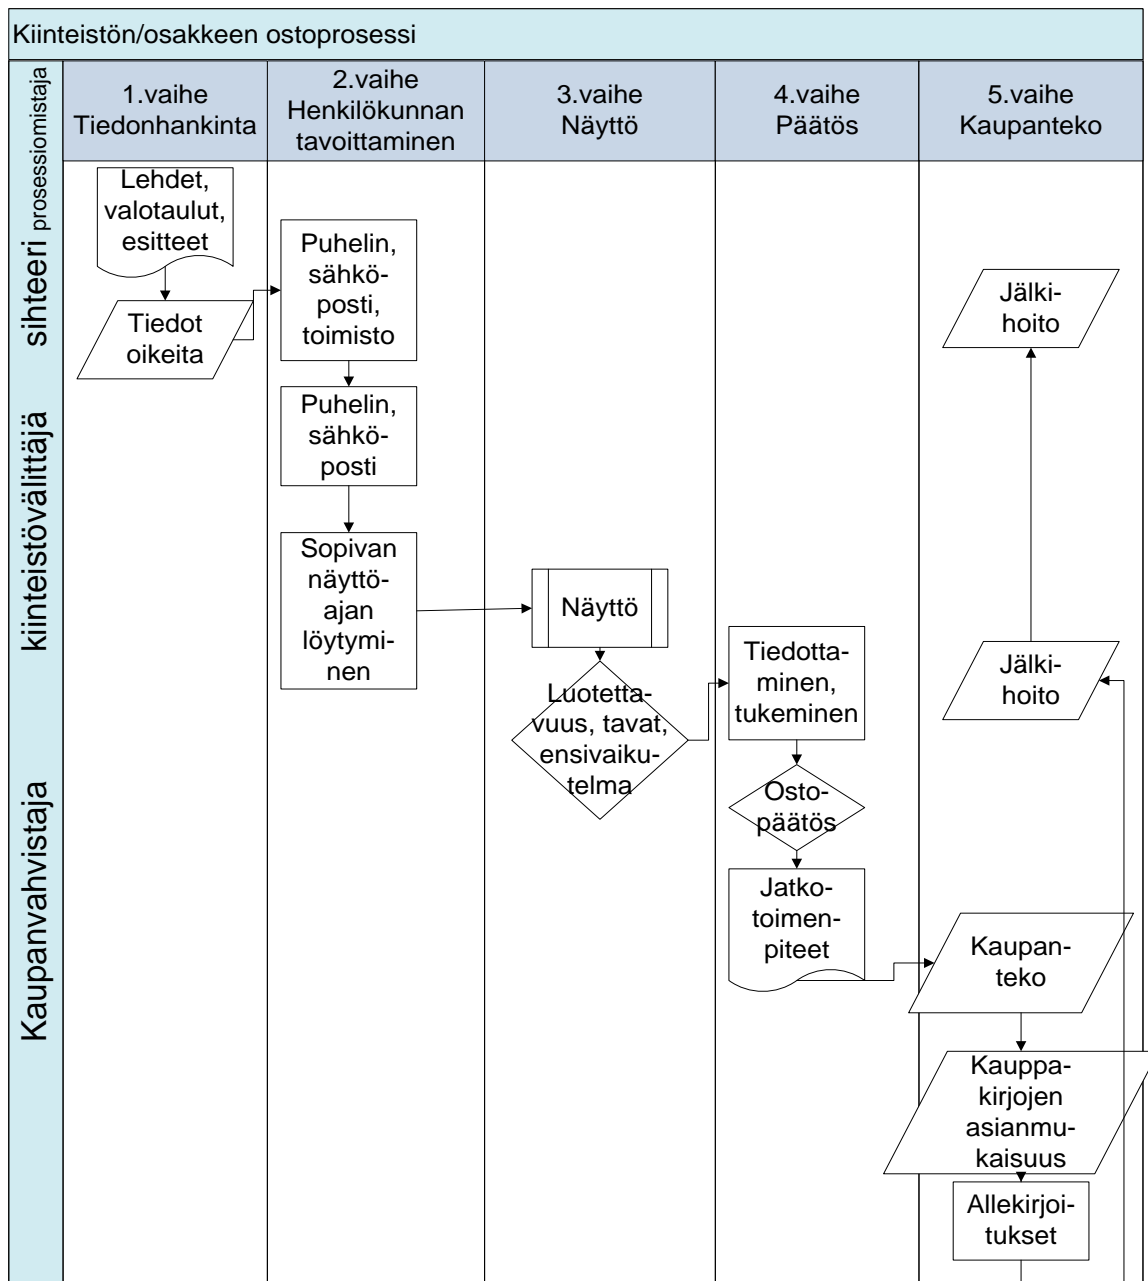 Kiinteistön/osakkeen ostoprosessi
prosessiomistaja
1.vaihe
Tiedonhankinta
2.vaihe
Henkilökunnan
tavoittaminen
3.vaihe
Näyttö
4.vaihe
Päätös
5.vaihe
Kaupanteko
sihteeri
Lehdet,
valotaulut,
esitteet
Tiedot
oikeita
Puhelin,
sähkö-
posti,
toimisto
Jälki-
hoito
kiinteistövälittäjä
Puhelin,
sähkö-
posti
Sopivan
näyttö-
ajan
löytymi-
nen
Näyttö
Luotetta-
vuus, tavat,
ensivaiku-
telma
Tiedotta-
minen,
tukeminen
Jälki-
hoito
Kaupanvahvistaja
Osto-
päätös
Jatko-
toimen-
piteet
Kaupan-
teko
Kauppa-
kirjojen
asianmu-
kaisuus
Allekirjoi-
tukset